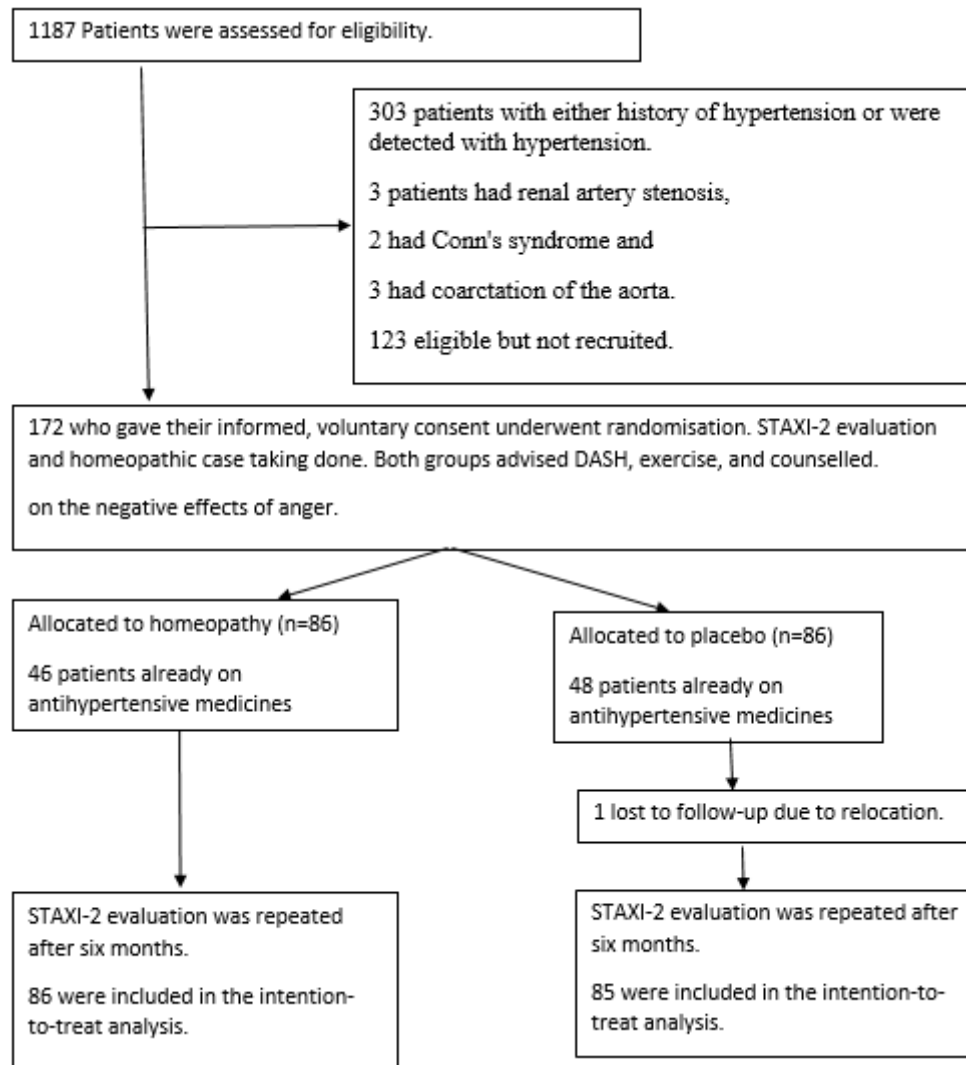 1187 Patients were assessed for eligibility.
303 patients with either history of hypertension or were
detected with hypertension.
3 patients had renal artery stenosis,
2 had Conn's syndrome and
3 had coarctation of the aorta.
123 eligible but not recruited.
172 who gave their informed, voluntary consent underwent randomisation. STAXI-2 evaluation
and homeopathic case taking done. Both groups advised DASH, exercise, and counselled.
on the negative effects of anger.
Allocated to homeopathy (n=86)
46 patients already on
antihypertensive medicines
Allocated to placebo (n=86)
48 patients already on
antihypertensive medicines
1 lost to follow-up due to relocation.
STAXI-2 evaluation was repeated
after six months.
86 were included in the intention-
to-treat analysis.
STAXI-2 evaluation was repeated after
six months.
85 were included in the intention-to-
treat analysis.